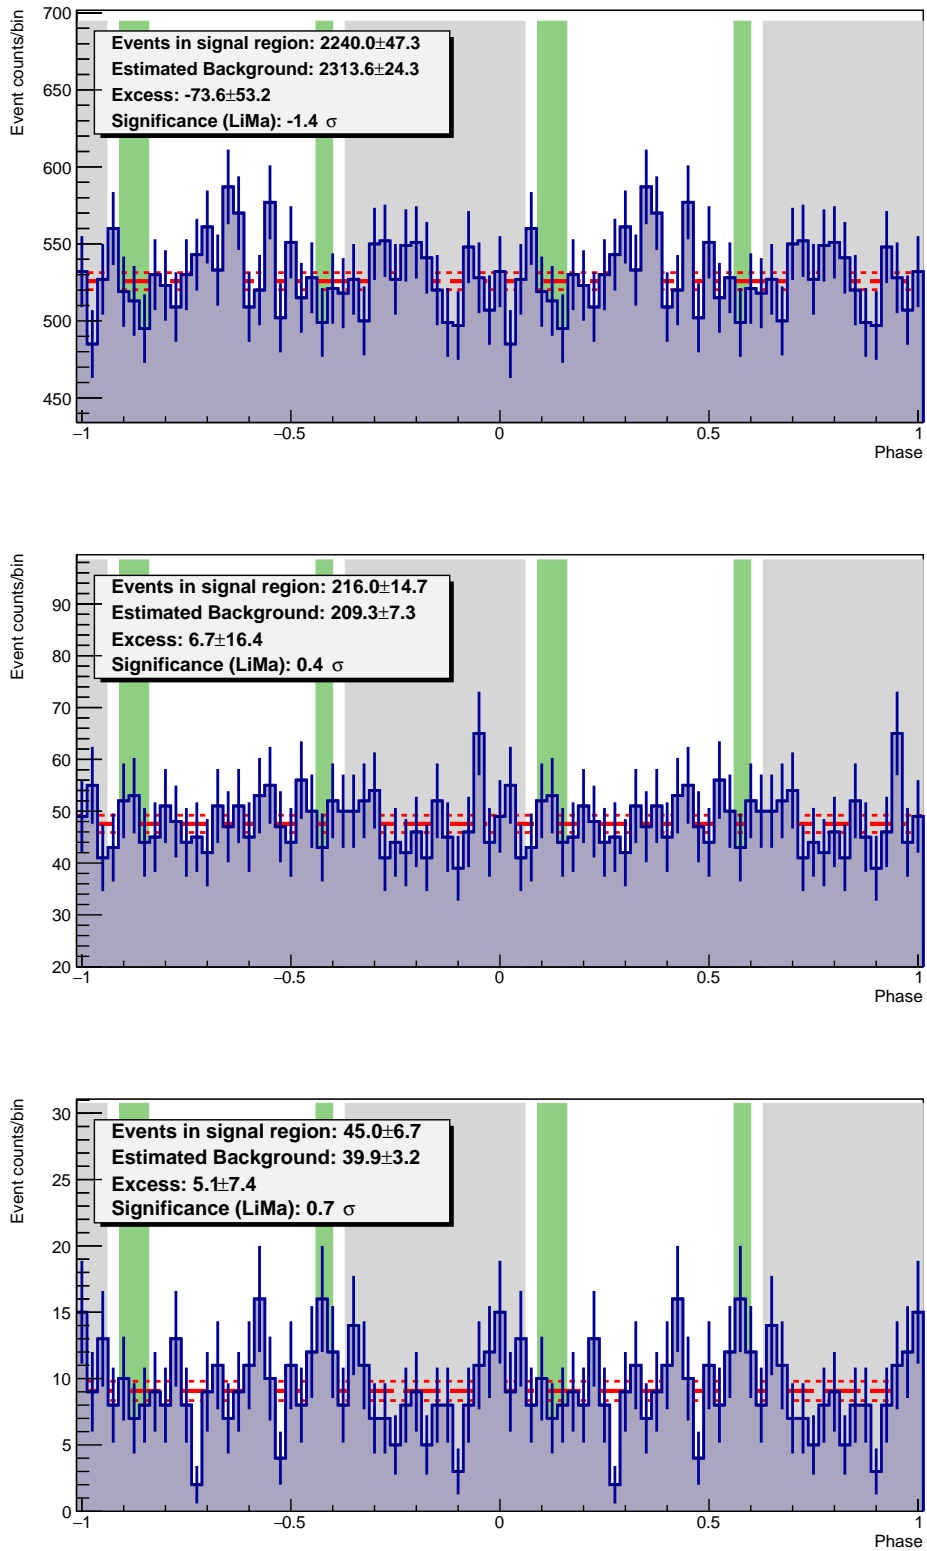 700
Event counts/bin
Events in signal region: 2240.0±47.3
Estimated Background: 2313.6±24.3
Excess: -73.6±53.2
Significance (LiMa): -1.4 σ
650
600
550
500
450
−1
−0.5
0
0.5
1
Phase
Event counts/bin
Events in signal region: 216.0±14.7
Estimated Background: 209.3±7.3
Excess: 6.7±16.4
Significance (LiMa): 0.4 σ
90
80
70
60
50
40
30
20
−1
−0.5
0
0.5
1
Phase
Event counts/bin
30
Events in signal region: 45.0±6.7
Estimated Background: 39.9±3.2
Excess: 5.1±7.4
Significance (LiMa): 0.7 σ
25
20
15
10
5
0
−1
−0.5
0
0.5
1
Phase